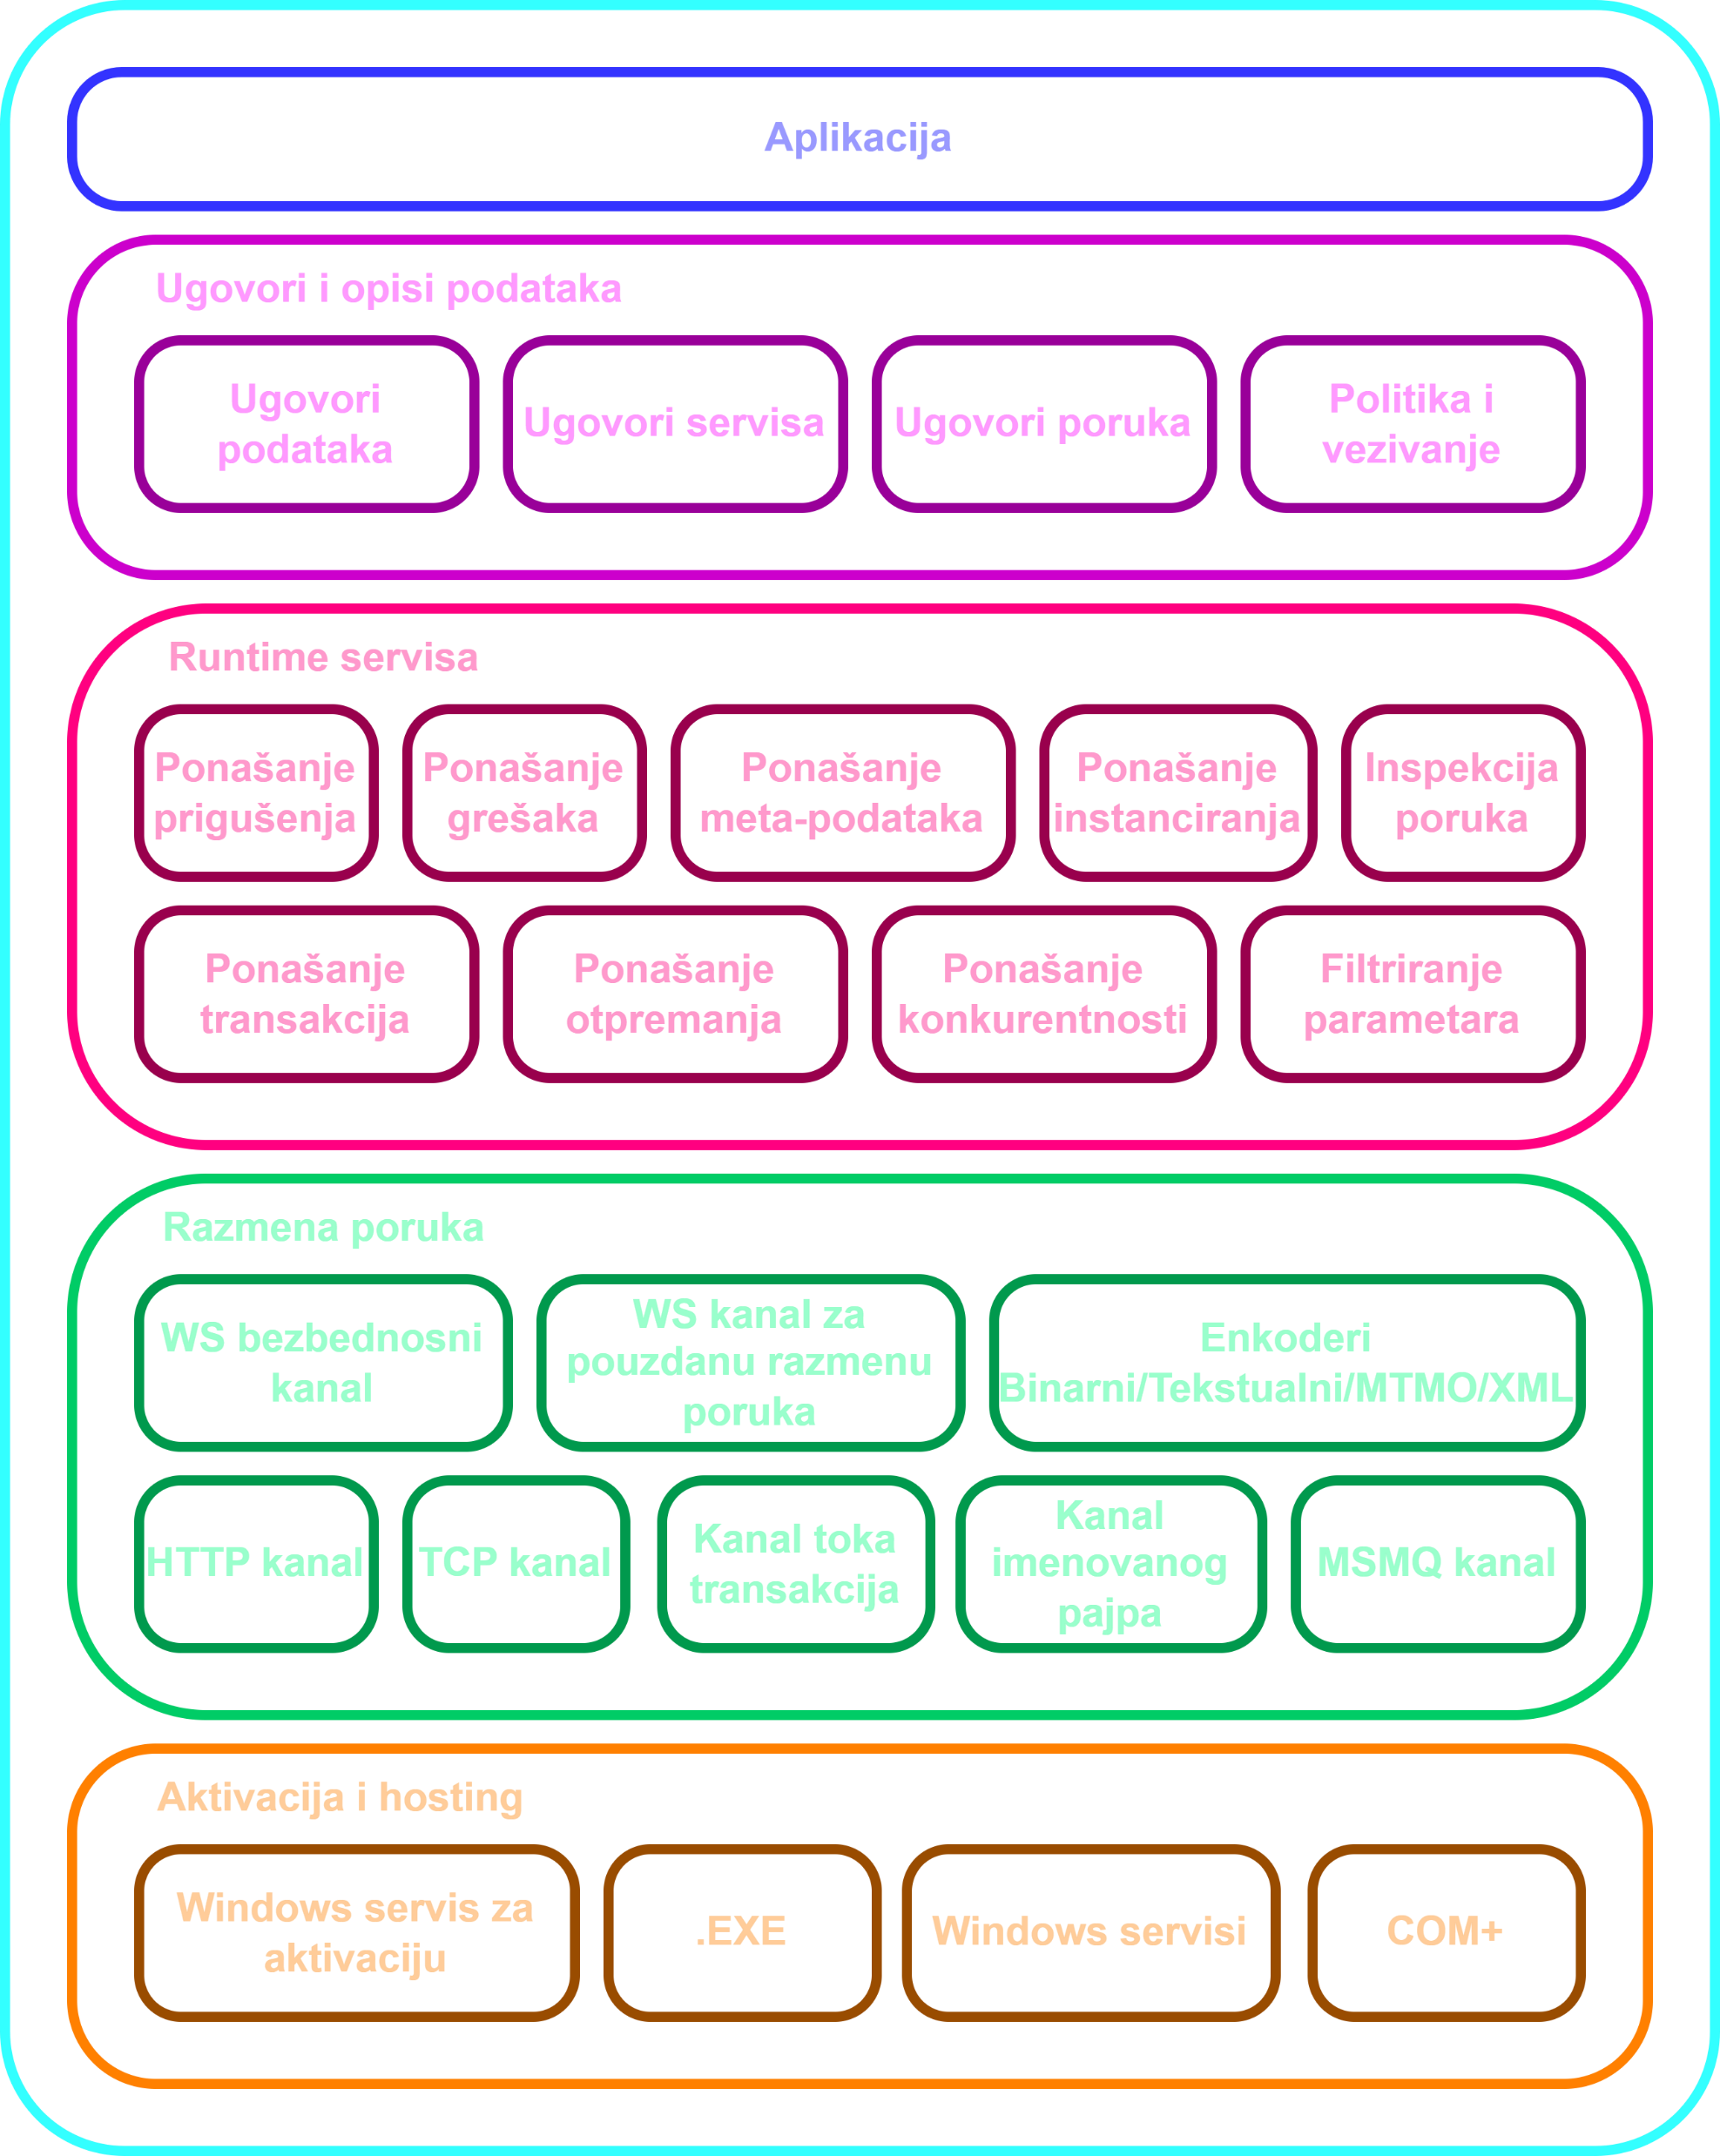 Aplikacija
Ugovori i opisi podataka
Ugovori
podataka
Ugovori servisa
Ugovori poruka
Politika i
vezivanje
Runtime servisa
Ponašanje
prigušenja
Ponašanje
grešaka
Ponašanje
meta-podataka
Ponašanje
instanciranja
Inspekcija
poruka
Ponašanje
transakcija
Ponašanje
otpremanja
Ponašanje
konkurentnosti
Filtriranje
parametara
Razmena poruka
WS bezbednosni
kanal
WS kanal za
pouzdanu razmenu
poruka
Enkoderi
Binarni/Tekstualni/MTMO/XML
HTTP kanal
TCP kanal
Kanal toka
transakcija
Kanal
imenovanog
pajpa
MSMQ kanal
Aktivacija i hosting
Windows servis za
aktivaciju
.EXE
Windows servisi
COM+